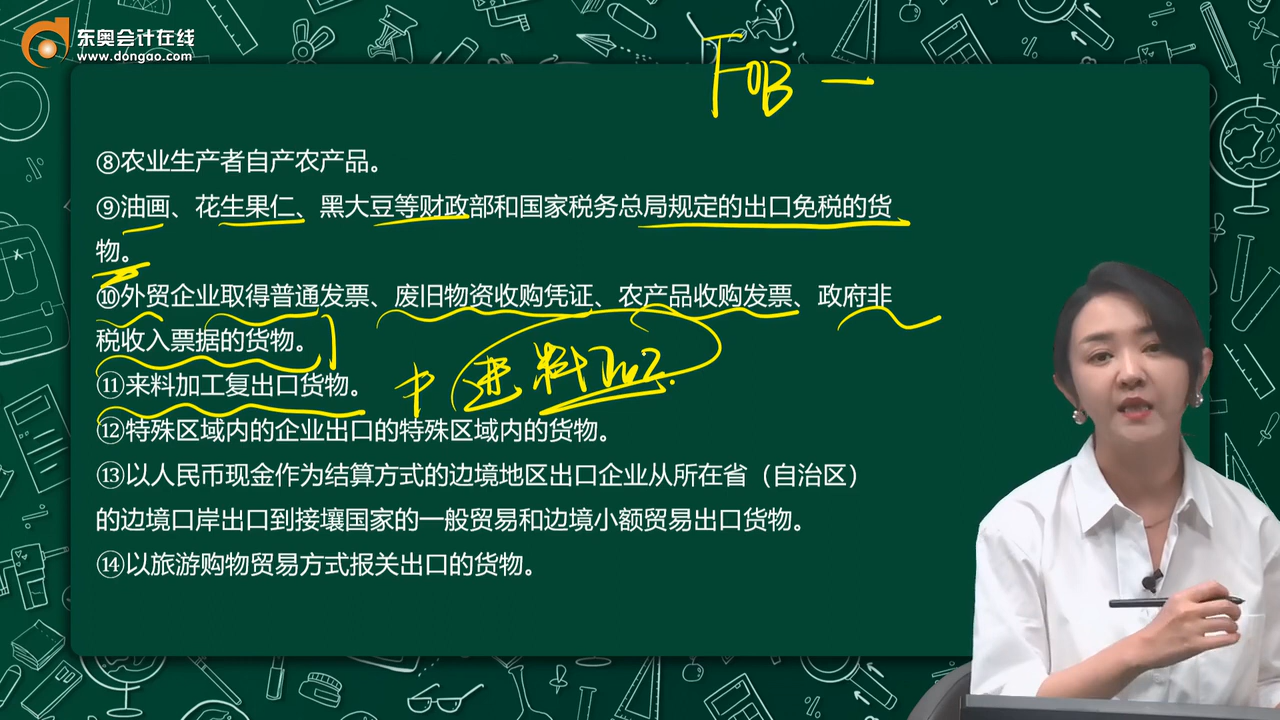 东奥会计在线
www.dongao.com
FOB —
⑧农业生产者自产农产品。
⑨油画、花生果仁、黑大豆等财政部和国家税务总局规定的出口免税的货
物。
⑩外贸企业取得普通发票、废旧物资收购凭证、农产品收购发票、政府非
税收入票据的货物。
进料加工
⑪来料加工复出口货物。
⑫特殊区域内的企业出口的特殊区域内的货物。
⑬以人民币现金作为结算方式的边境地区出口企业从所在省（自治区）
的边境口岸出口到接壤国家的一般贸易和边境小额贸易出口货物。
⑭以旅游购物贸易方式报关出口的货物。